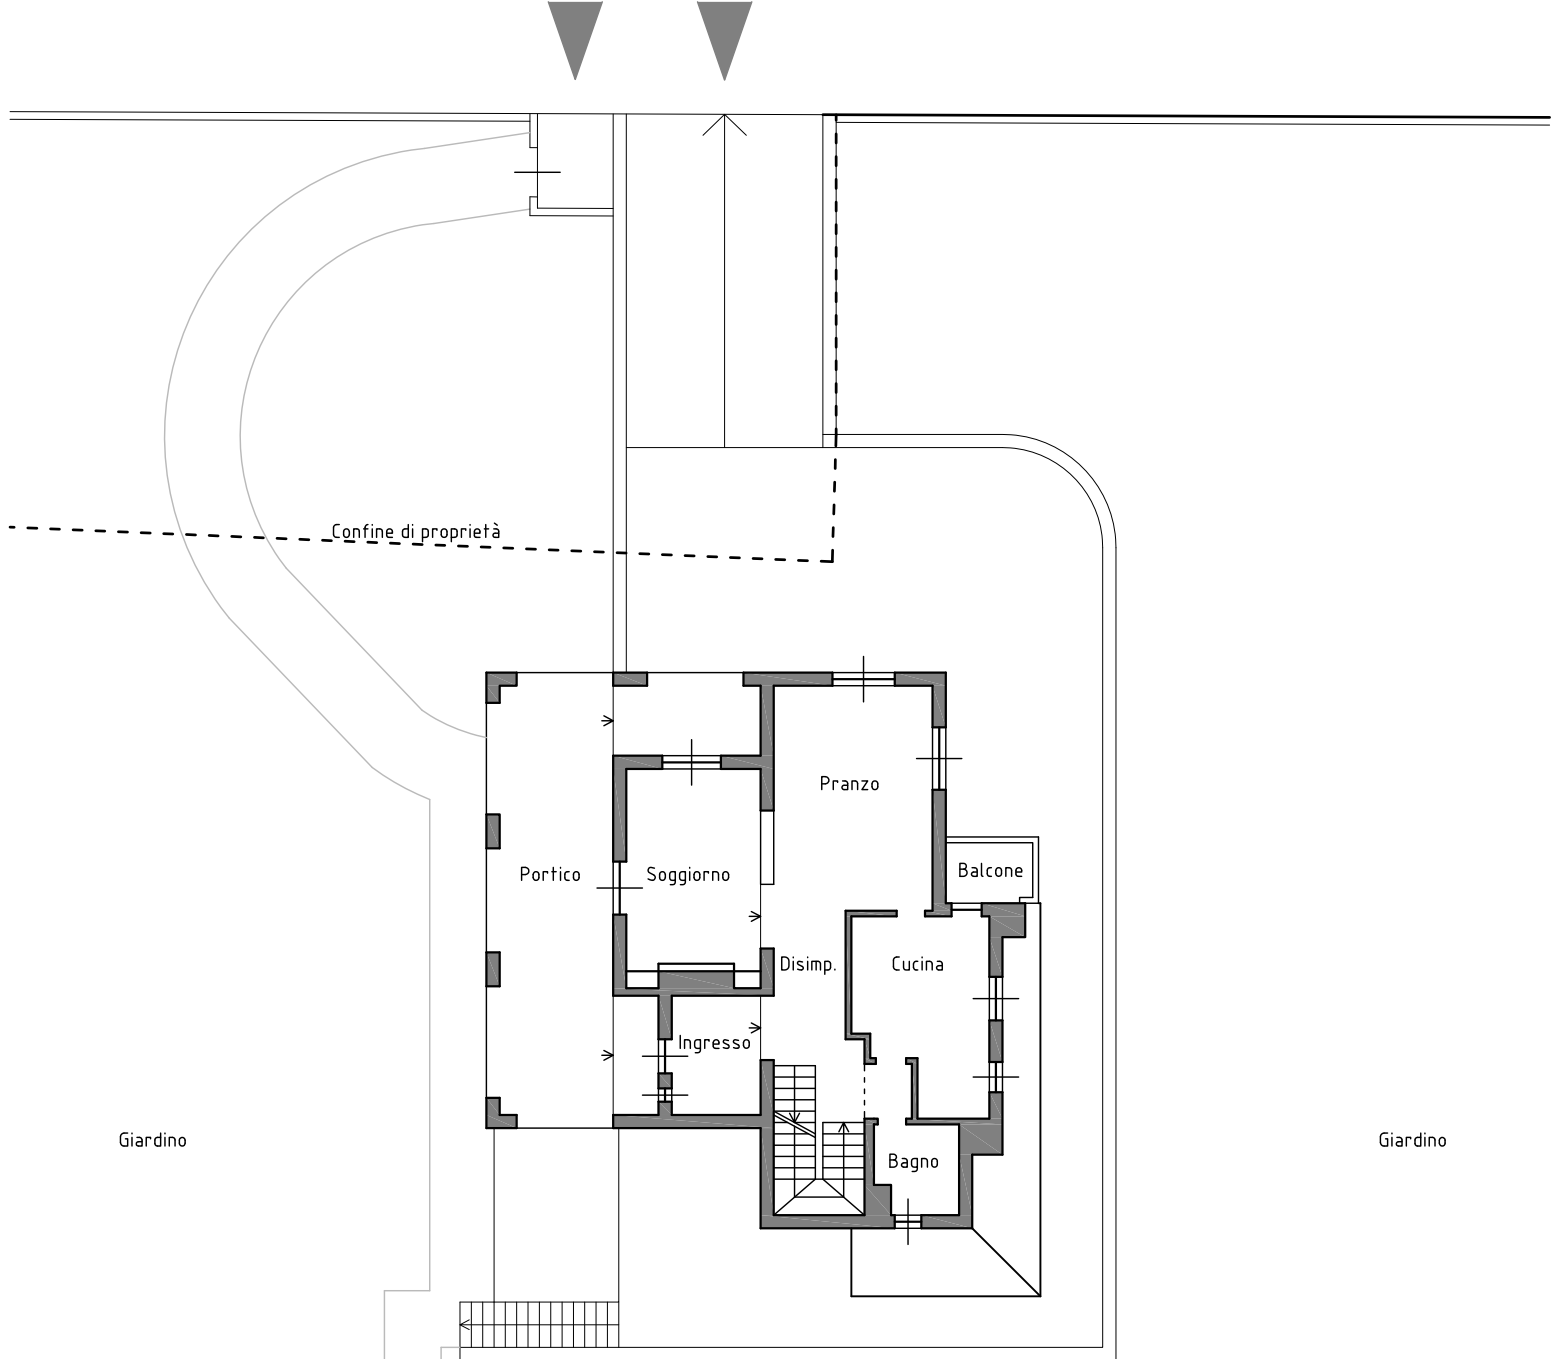 Confine di proprietà
Pranzo
Portico
Soggiorno
Balcone
Disimp.
Cucina
Ingresso
Giardino
Bagno
Giardino